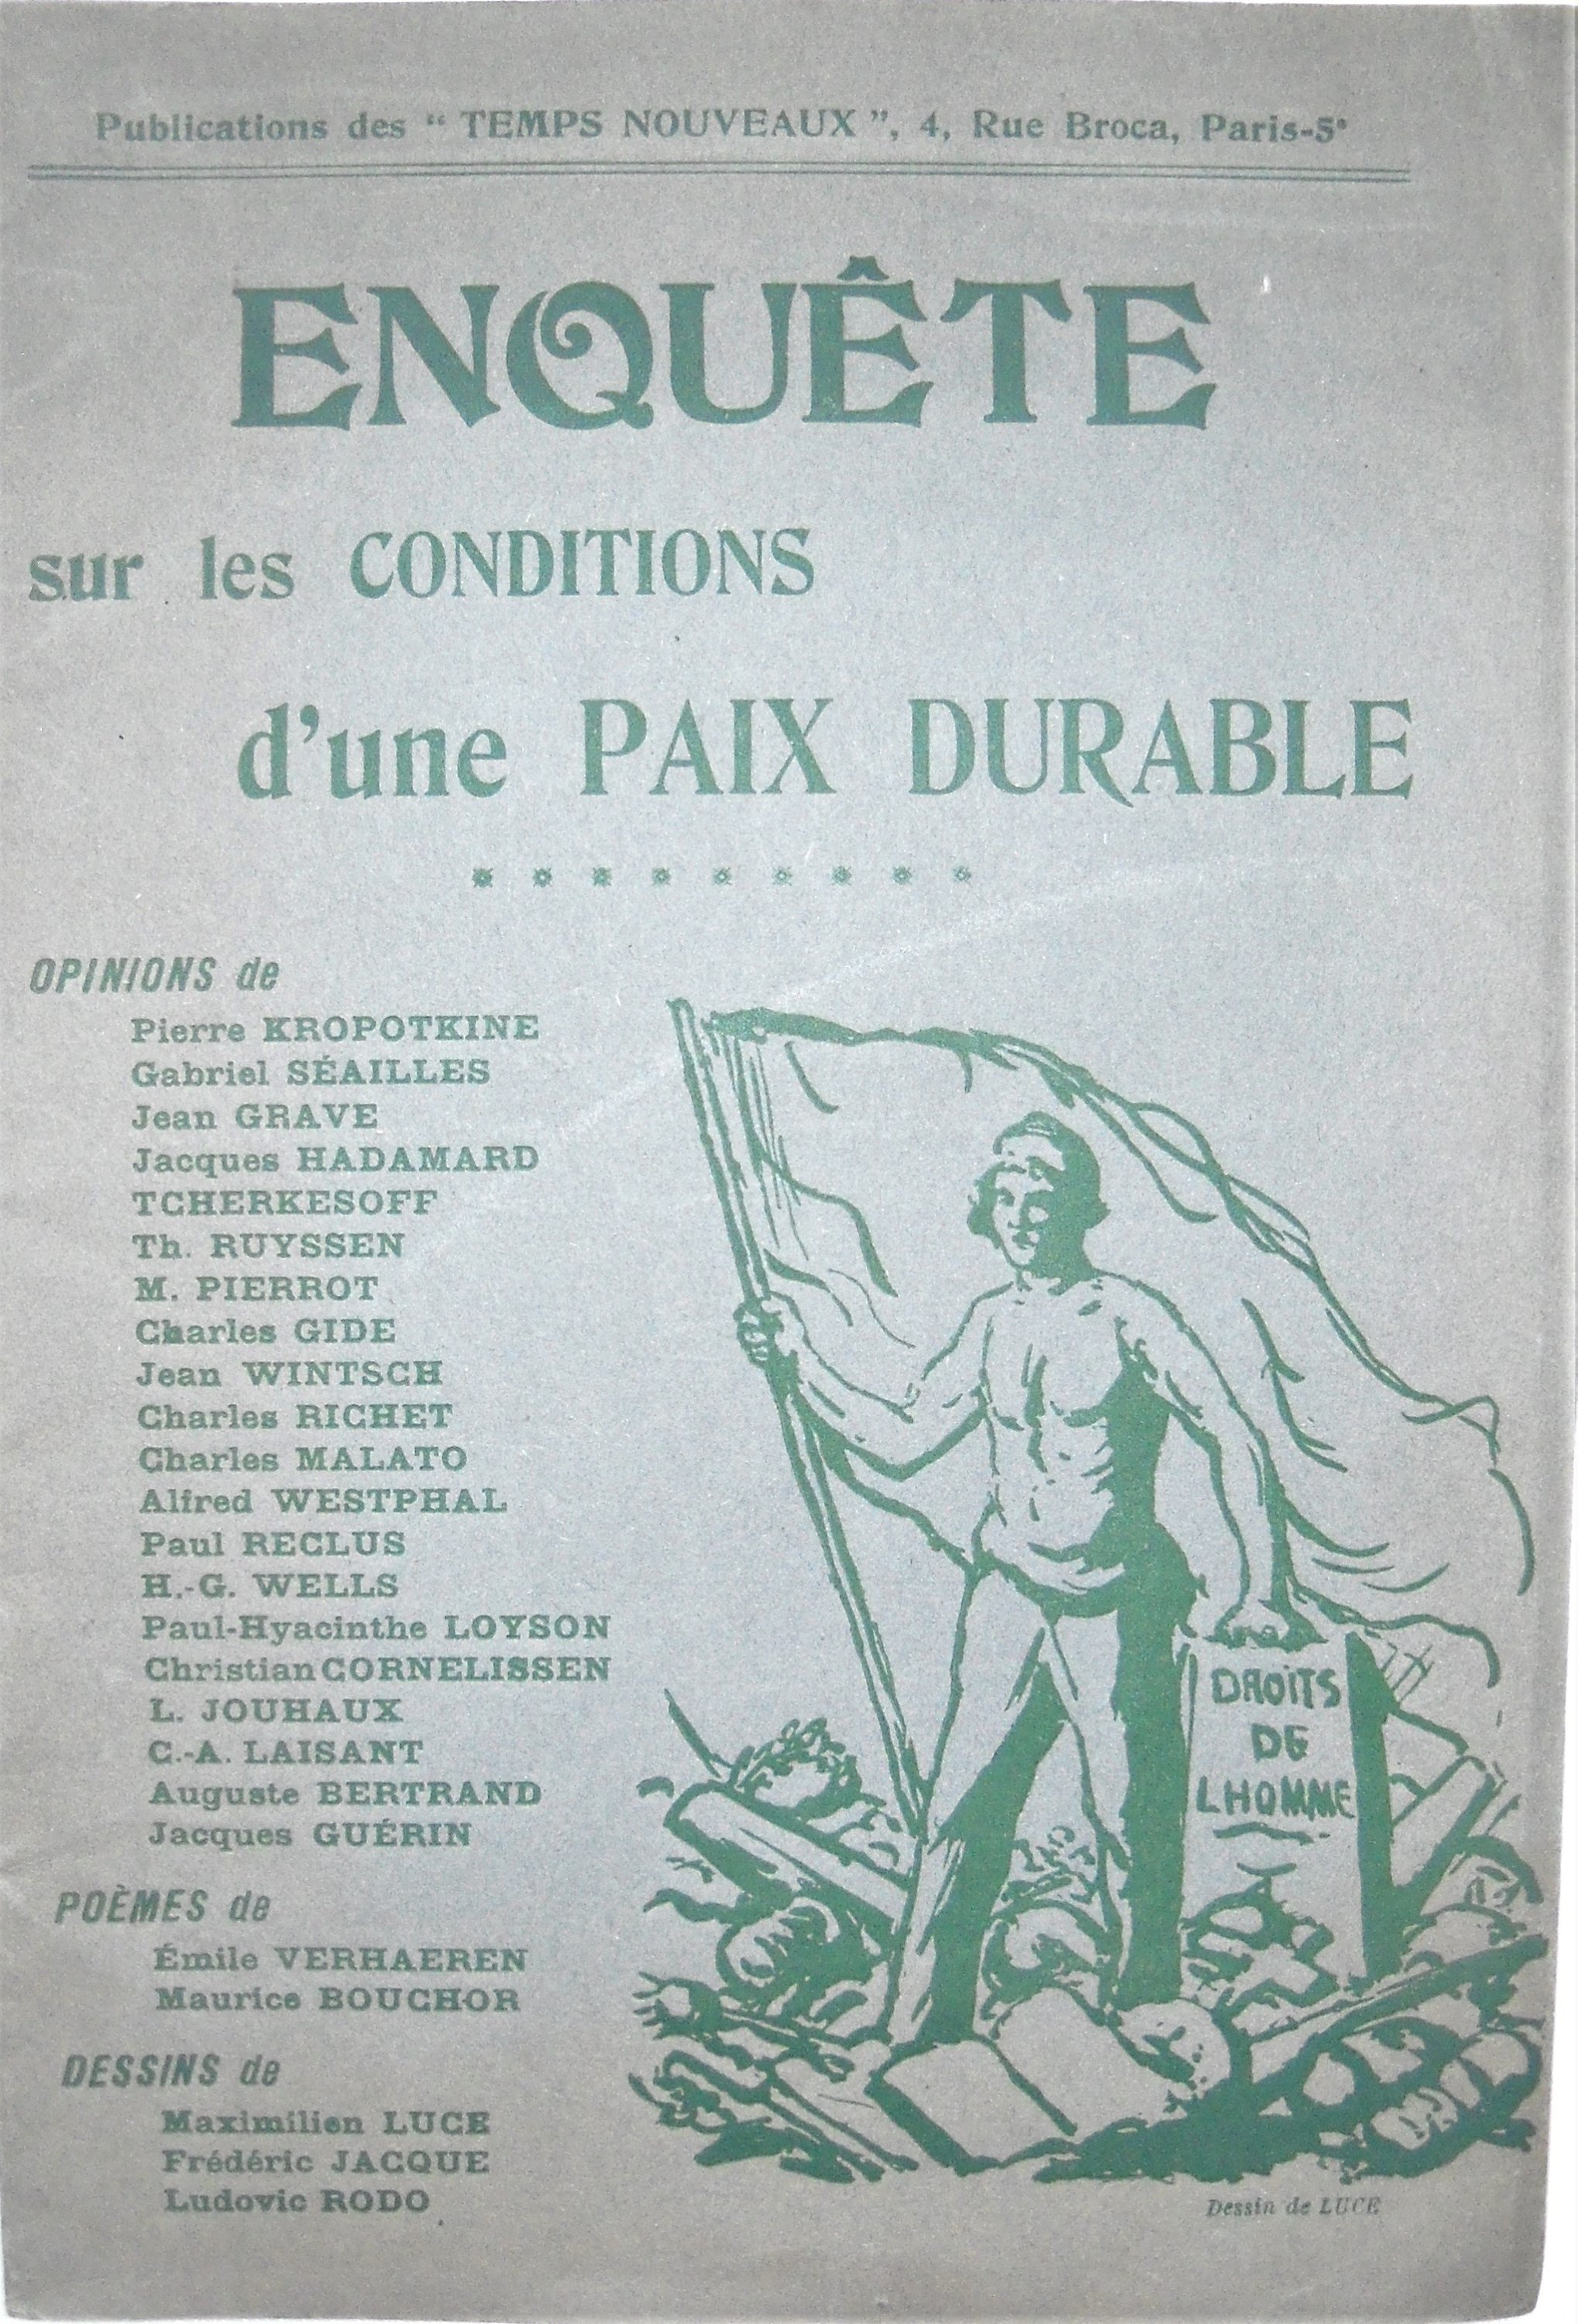 Publications des “ TEMPS NOUVEAUX ”, 4, Rue Broca, Paris-5e
ENQUÊTE
sur les CONDITIONS
d'une PAIX DURABLE
OPINIONS de
Pierre KROPOTKINE
Gabriel SÉAILLES
Jean GRAVE
Jacques HADAMARD
TCHERKESOFF
Th. RUYSSEN
M. PIERROT
Charles GIDE
Jean WINTSCH
Charles RICHET
Charles MALATO
Alfred WESTPHAL
Paul RECLUS
H.-G. WELLS
Paul-Hyacinthe LOYSON
Christian CORNELISSEN
L. JOUHAUX
C.-A. LAISANT
Auguste BERTRAND
Jacques GUÉRIN
POÈMES de
Émile VERHAEREN
Maurice BOUCHOR
DESSINS de
Maximilien LUCE
Frédéric JACQUE
Ludovic RODO
DROITS
DE
LHOMME
Dessin de LUCE